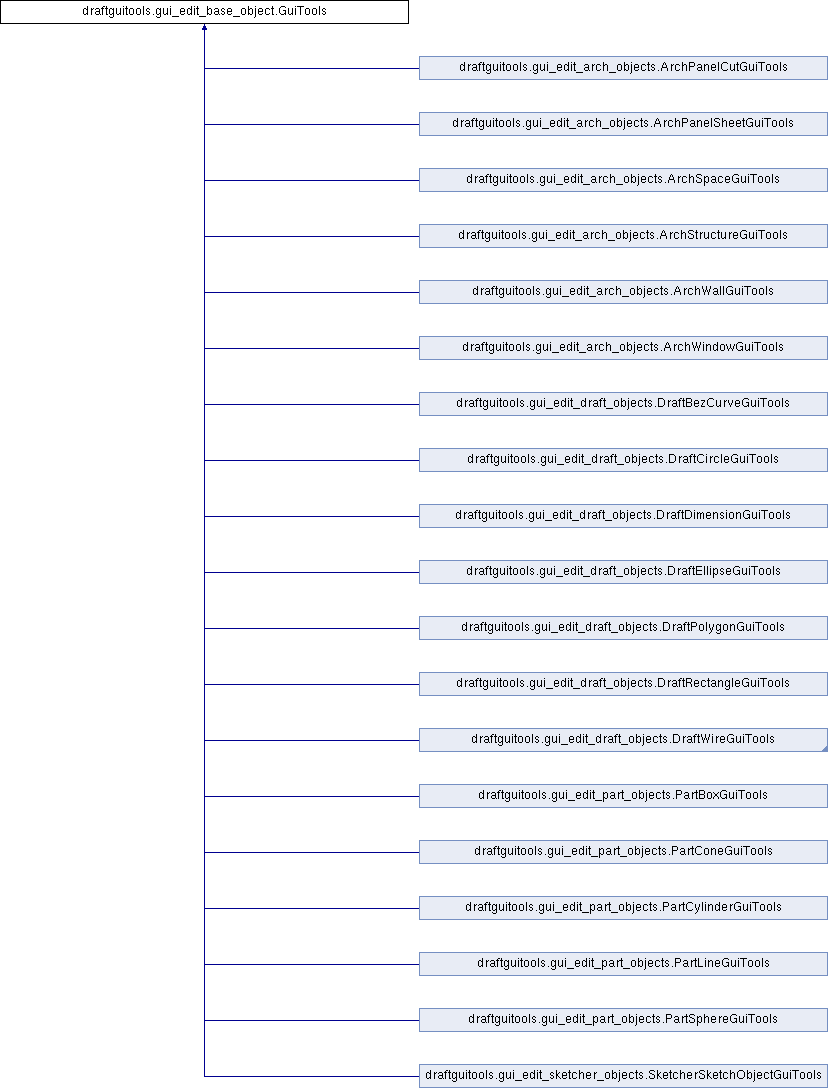 draftguitools.gui_edit_base_object.GuiTools
draftguitools.gui_edit_arch_objects.ArchPanelCutGuiTools
draftguitools.gui_edit_arch_objects.ArchPanelSheetGuiTools
draftguitools.gui_edit_arch_objects.ArchSpaceGuiTools
draftguitools.gui_edit_arch_objects.ArchStructureGuiTools
draftguitools.gui_edit_arch_objects.ArchWallGuiTools
draftguitools.gui_edit_arch_objects.ArchWindowGuiTools
draftguitools.gui_edit_draft_objects.DraftBezCurveGuiTools
draftguitools.gui_edit_draft_objects.DraftCircleGuiTools
draftguitools.gui_edit_draft_objects.DraftDimensionGuiTools
draftguitools.gui_edit_draft_objects.DraftEllipseGuiTools
draftguitools.gui_edit_draft_objects.DraftPolygonGuiTools
draftguitools.gui_edit_draft_objects.DraftRectangleGuiTools
draftguitools.gui_edit_draft_objects.DraftWireGuiTools
draftguitools.gui_edit_part_objects.PartBoxGuiTools
draftguitools.gui_edit_part_objects.PartConeGuiTools
draftguitools.gui_edit_part_objects.PartCylinderGuiTools
draftguitools.gui_edit_part_objects.PartLineGuiTools
draftguitools.gui_edit_part_objects.PartSphereGuiTools
draftguitools.gui_edit_sketcher_objects.SketcherSketchObjectGuiTools